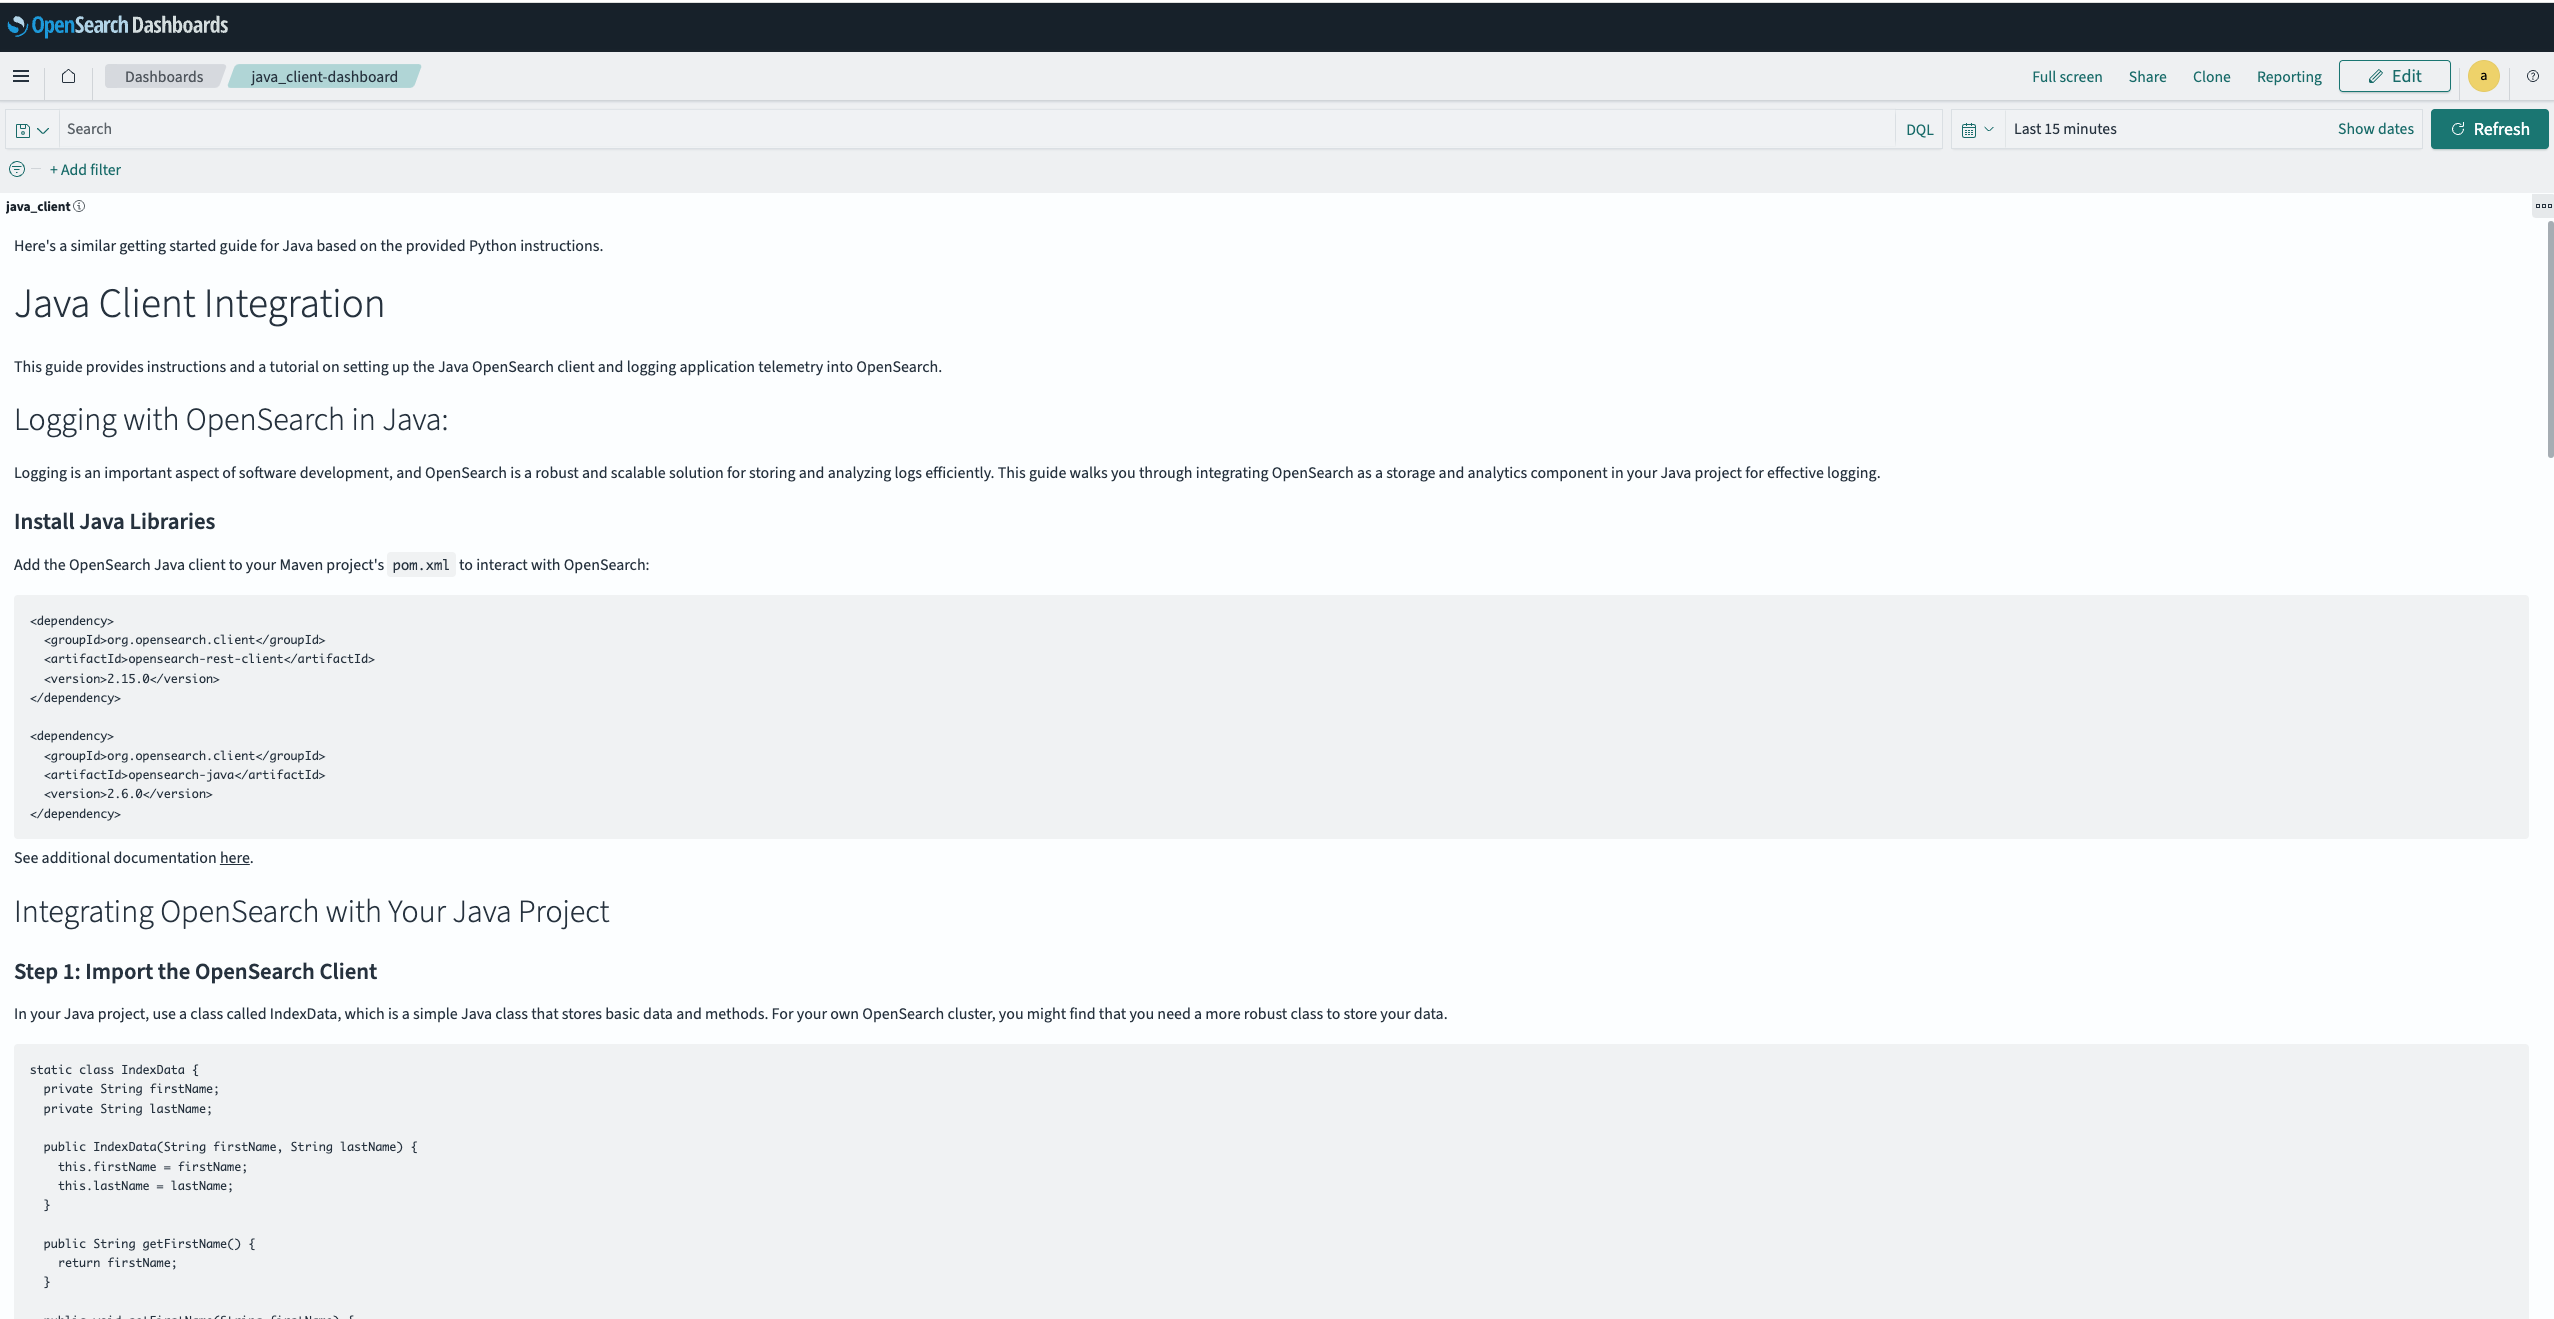 OpenSearch Dashboards
Dashboards java_client-dashboard Full screen Share Clone Reporting Edit a
Search DQL Last 15 minutes Show dates Refresh
+ Add filter
java_client
Here's a similar getting started guide for Java based on the provided Python instructions.
Java Client Integration
This guide provides instructions and a tutorial on setting up the Java OpenSearch client and logging application telemetry into OpenSearch.
Logging with OpenSearch in Java:
Logging is an important aspect of software development, and OpenSearch is a robust and scalable solution for storing and analyzing logs efficiently. This guide walks you through integrating OpenSearch as a storage and analytics component in your Java project for effective logging.
Install Java Libraries
Add the OpenSearch Java client to your Maven project's pom.xml to interact with OpenSearch:
<dependency>
  <groupId>org.opensearch.client</groupId>
  <artifactId>opensearch-rest-client</artifactId>
  <version>2.15.0</version>
</dependency>
<dependency>
  <groupId>org.opensearch.client</groupId>
  <artifactId>opensearch-java</artifactId>
  <version>2.6.0</version>
</dependency>
See additional documentation here.
Integrating OpenSearch with Your Java Project
Step 1: Import the OpenSearch Client
In your Java project, use a class called IndexData, which is a simple Java class that stores basic data and methods. For your own OpenSearch cluster, you might find that you need a more robust class to store your data.
static class IndexData {
  private String firstName;
  private String lastName;
  public IndexData(String firstName, String lastName) {
    this.firstName = firstName;
    this.lastName = lastName;
  }
  public String getFirstName() {
    return firstName;
  }